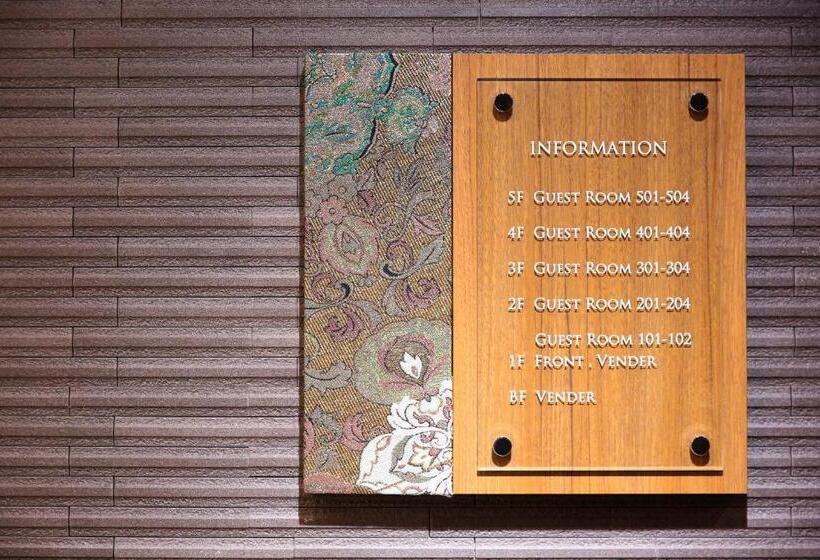 INFORMATION
5F GUEST ROOM 501-504
4F GUEST ROOM 401-404
3F GUEST ROOM 301-304
2F GUEST ROOM 201-204
GUEST ROOM 101-102
1F FRONT . VENDER
BF VENDER